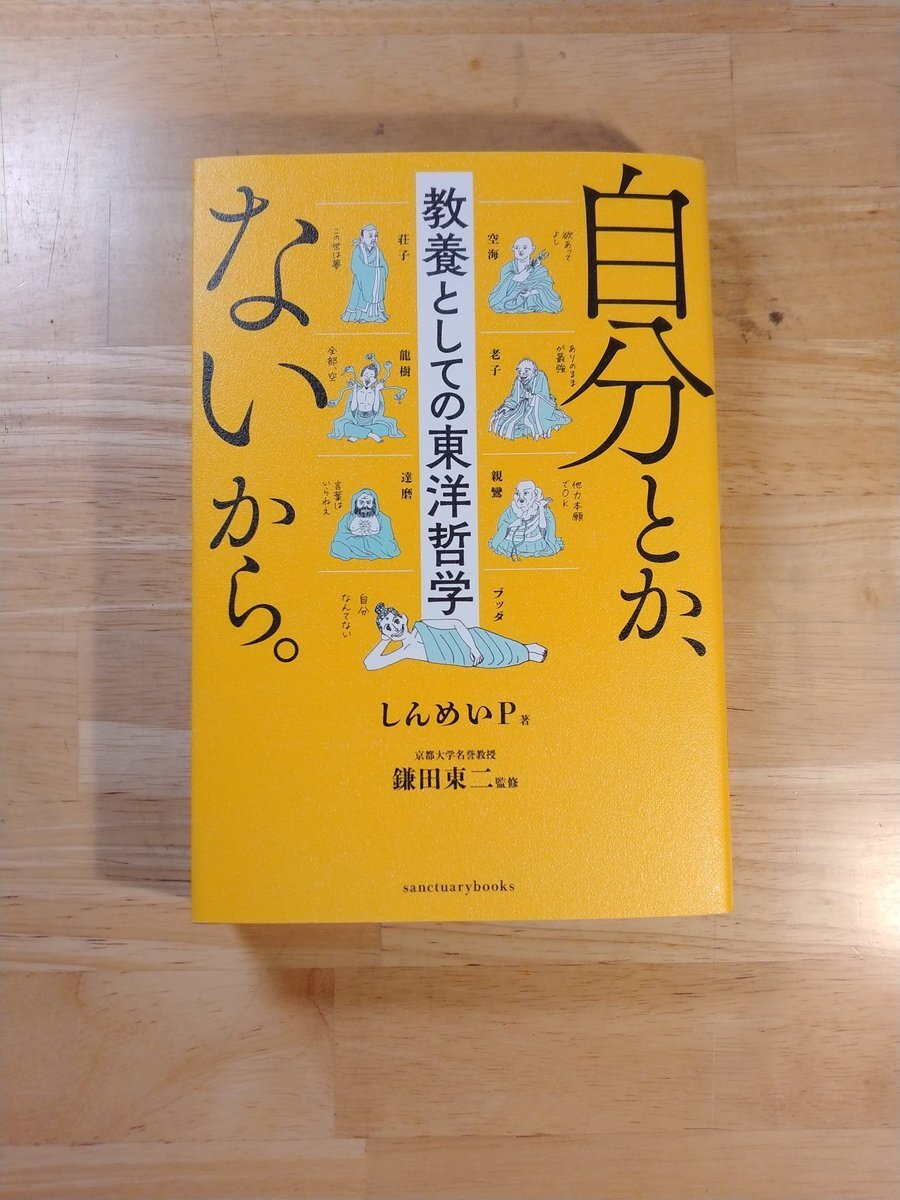 自分とか、
ないから。
教養としての東洋哲学
空海
欲あって
よし
荘子
この世は夢
老子
ありのまま
が最強
龍樹
全部、空
親鸞
他力本願
でOK
達磨
言葉は
いらねえ
ブッダ
自分
なんてない
しんめいP 著
京都大学名誉教授
鎌田東二 監修
sanctuarybooks